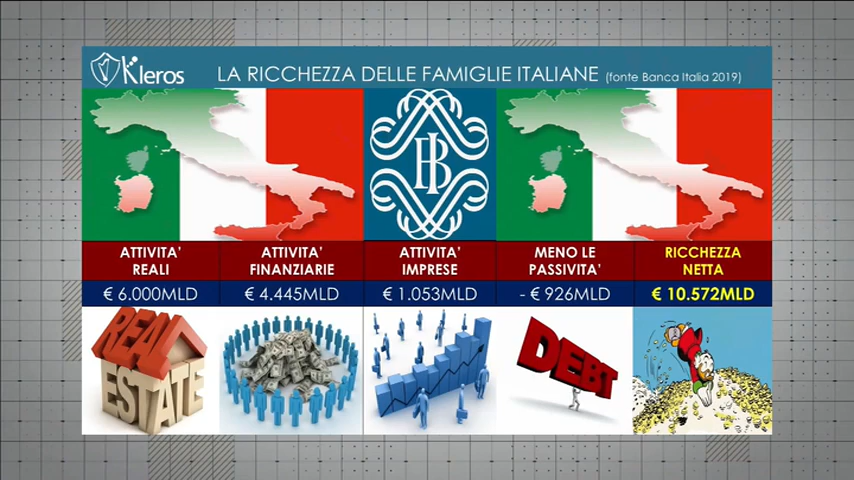 Kleros
LA RICCHEZZA DELLE FAMIGLIE ITALIANE (fonte Banca Italia 2019)
BI
ATTIVITA' REALI
ATTIVITA' FINANZIARIE
ATTIVITA' IMPRESE
MENO LE PASSIVITA'
RICCHEZZA NETTA
€ 6.000MLD
€ 4.445MLD
€ 1.053MLD
- € 926MLD
€ 10.572MLD
REAL
ESTATE
DEBT